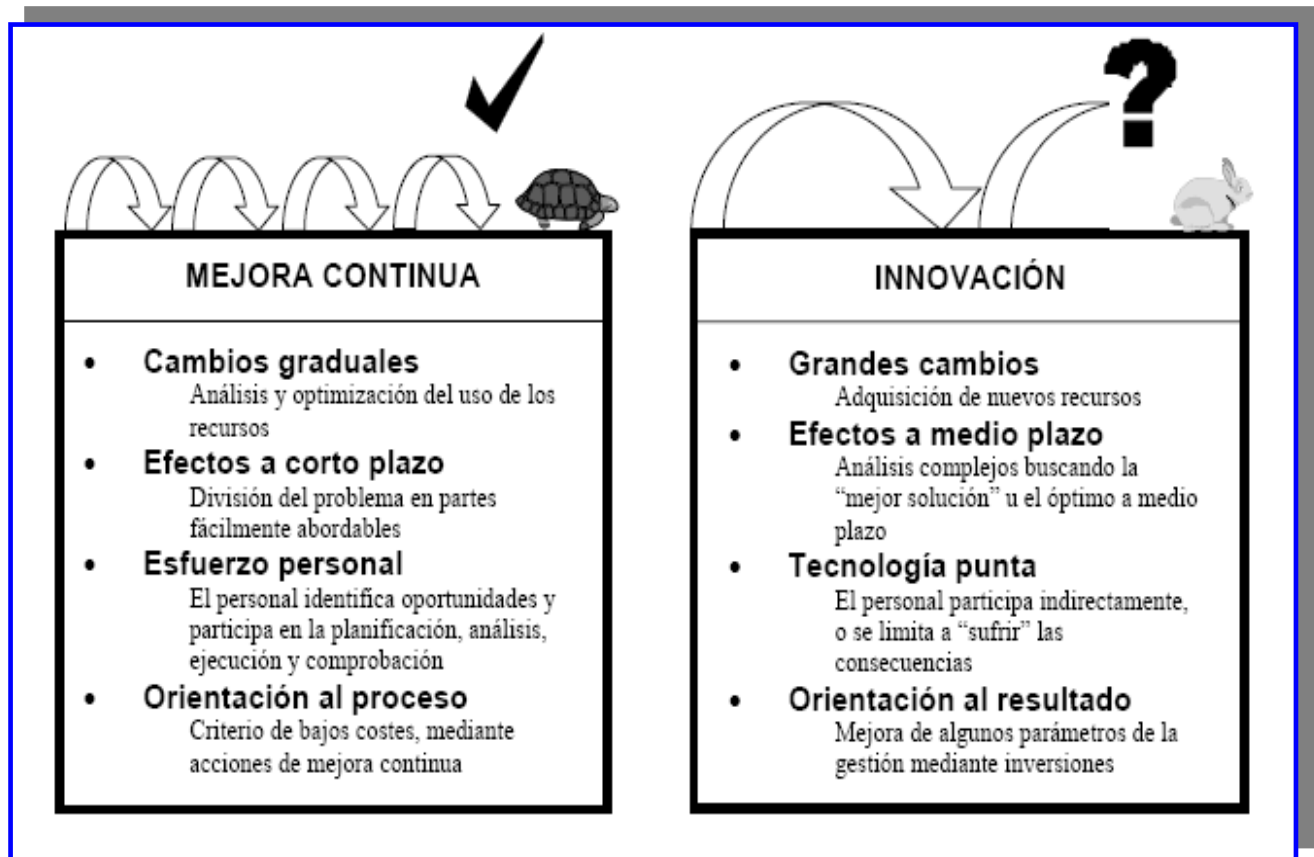 ?
MEJORA CONTINUA
• Cambios graduales
Análisis y optimización del uso de los
recursos
• Efectos a corto plazo
División del problema en partes
fácilmente abordables
• Esfuerzo personal
El personal identifica oportunidades y
participa en la planificación, análisis,
ejecución y comprobación
• Orientación al proceso
Criterio de bajos costes, mediante
acciones de mejora continua
INNOVACIÓN
• Grandes cambios
Adquisición de nuevos recursos
• Efectos a medio plazo
Análisis complejos buscando la
“mejor solución” u el óptimo a medio
plazo
• Tecnología punta
El personal participa indirectamente,
o se limita a “sufrir” las
consecuencias
• Orientación al resultado
Mejora de algunos parámetros de la
gestión mediante inversiones